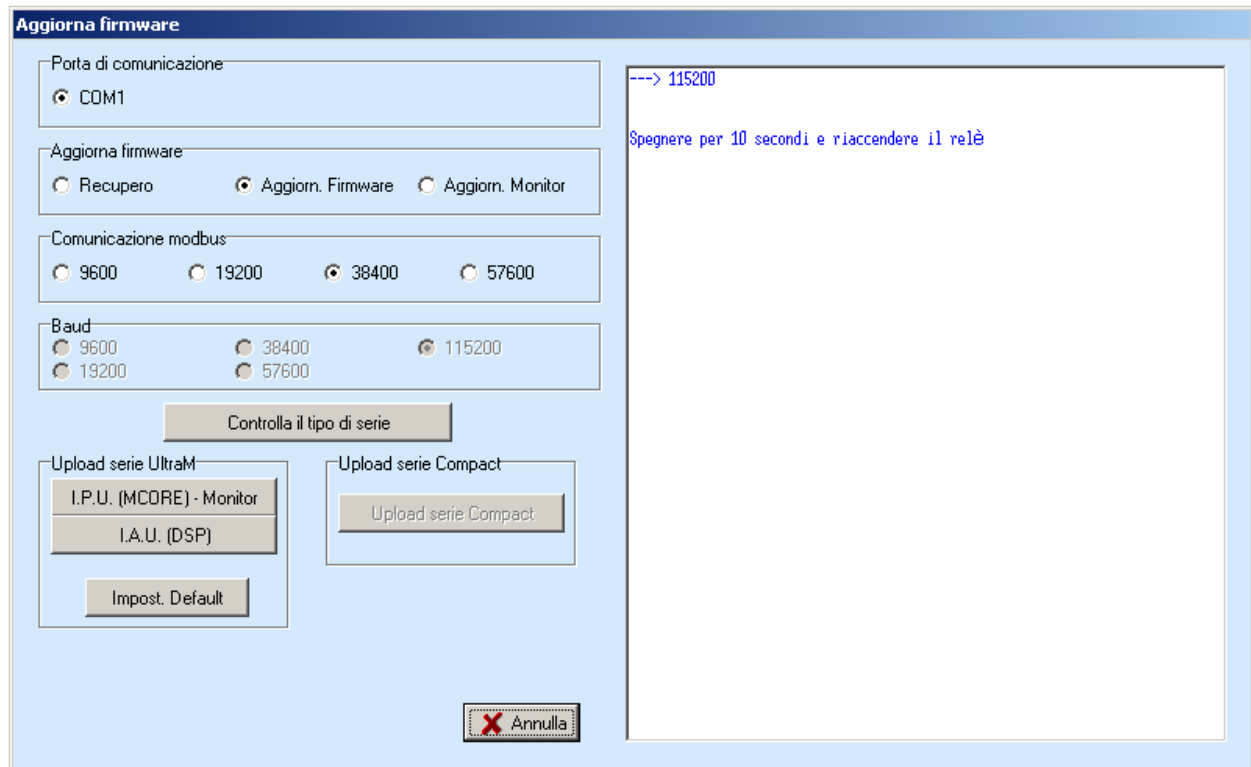 Aggiorna firmware
Porta di comunicazione
COM1
Aggiorna firmware
Recupero Aggiorn. Firmware Aggiorn. Monitor
Comunicazione modbus
9600 19200 38400 57600
Baud
9600 38400 115200
19200 57600
Controlla il tipo di serie
Upload serie UltraM
I.P.U. (MCORE) - Monitor
I.A.U. (DSP)
Impost. Default
Upload serie Compact
Upload serie Compact
Annulla
---> 115200
Spegnere per 10 secondi e riaccendere il relè